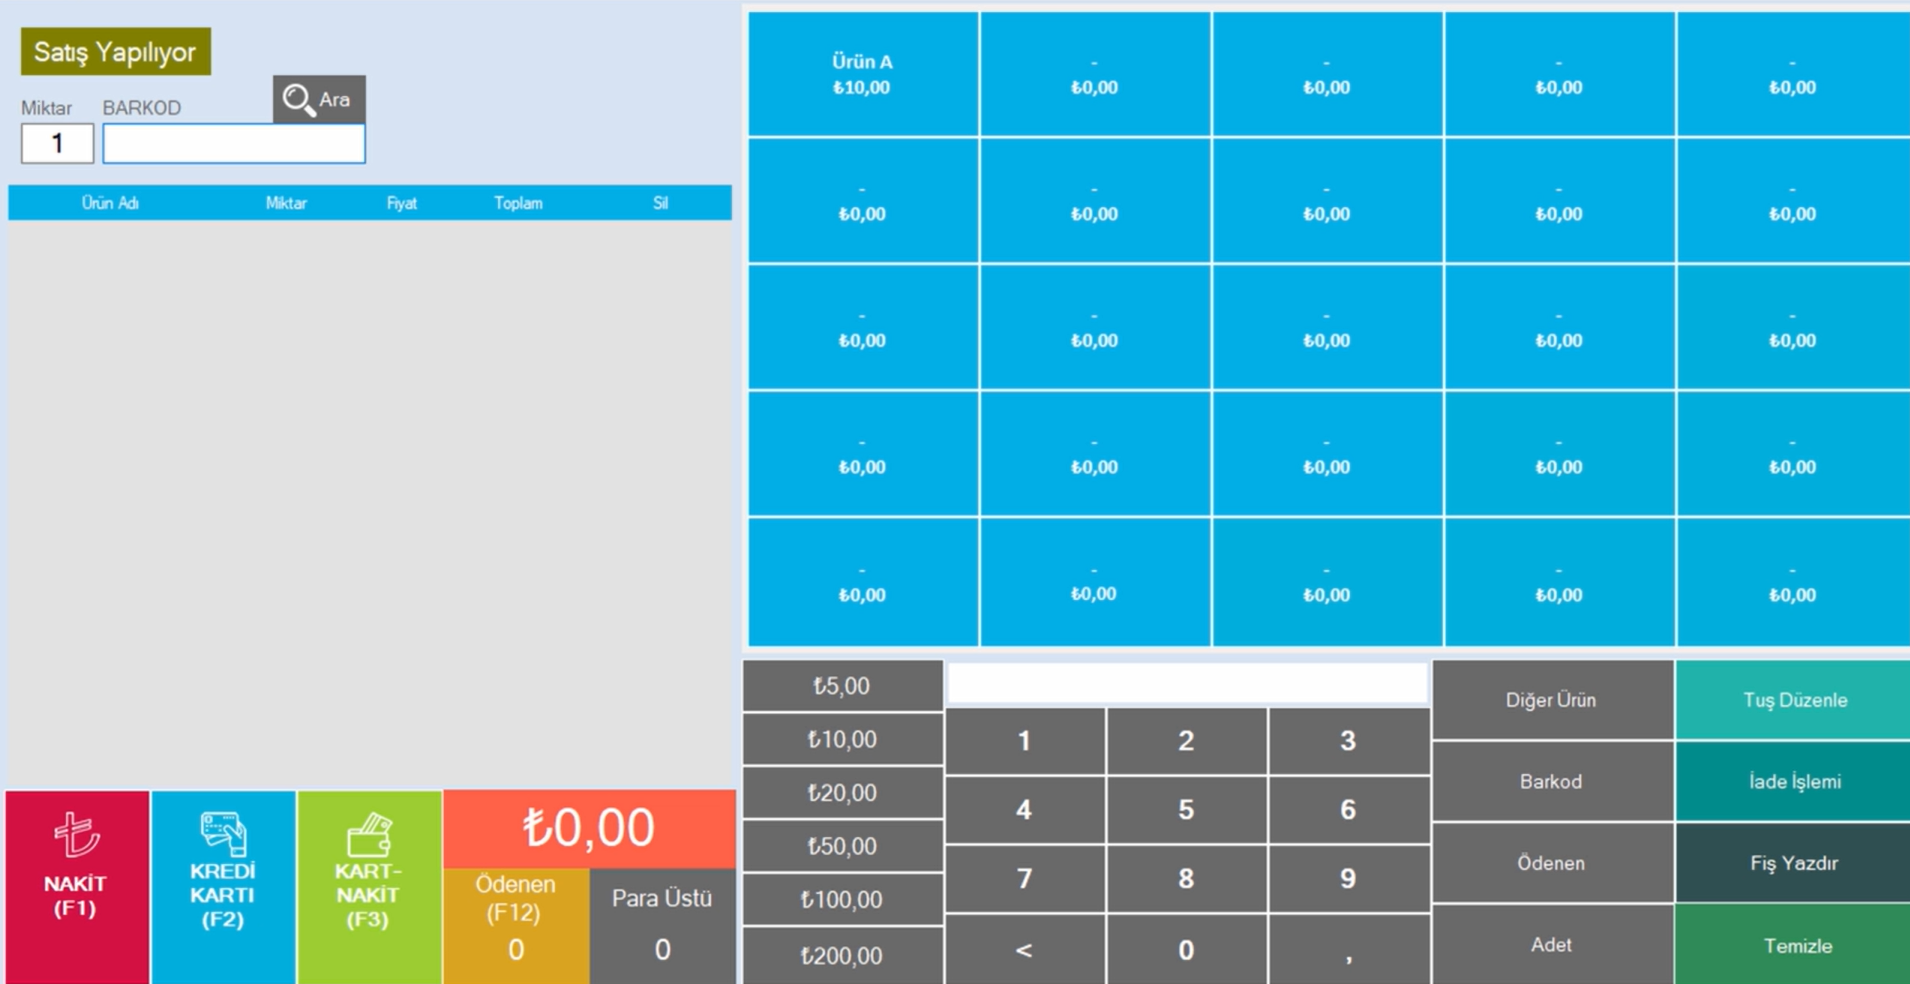 Satış Yapılıyor
Miktar BARKOD Ara
1
Ürün Adı Miktar Fiyat Toplam Sil
NAKİT
(F1)
KREDİ
KARTI
(F2)
KART-
NAKİT
(F3)
₺0,00
Ödenen
(F12)
0
Para Üstü
0
Ürün A - - - -
₺10,00 ₺0,00 ₺0,00 ₺0,00 ₺0,00
- - - - -
₺0,00 ₺0,00 ₺0,00 ₺0,00 ₺0,00
- - - - -
₺0,00 ₺0,00 ₺0,00 ₺0,00 ₺0,00
- - - - -
₺0,00 ₺0,00 ₺0,00 ₺0,00 ₺0,00
- - - - -
₺0,00 ₺0,00 ₺0,00 ₺0,00 ₺0,00
₺5,00
₺10,00
₺20,00
₺50,00
₺100,00
₺200,00
1 2 3
4 5 6
7 8 9
< 0 ,
Diğer Ürün
Barkod
Ödenen
Adet
Tuş Düzenle
İade İşlemi
Fiş Yazdır
Temizle